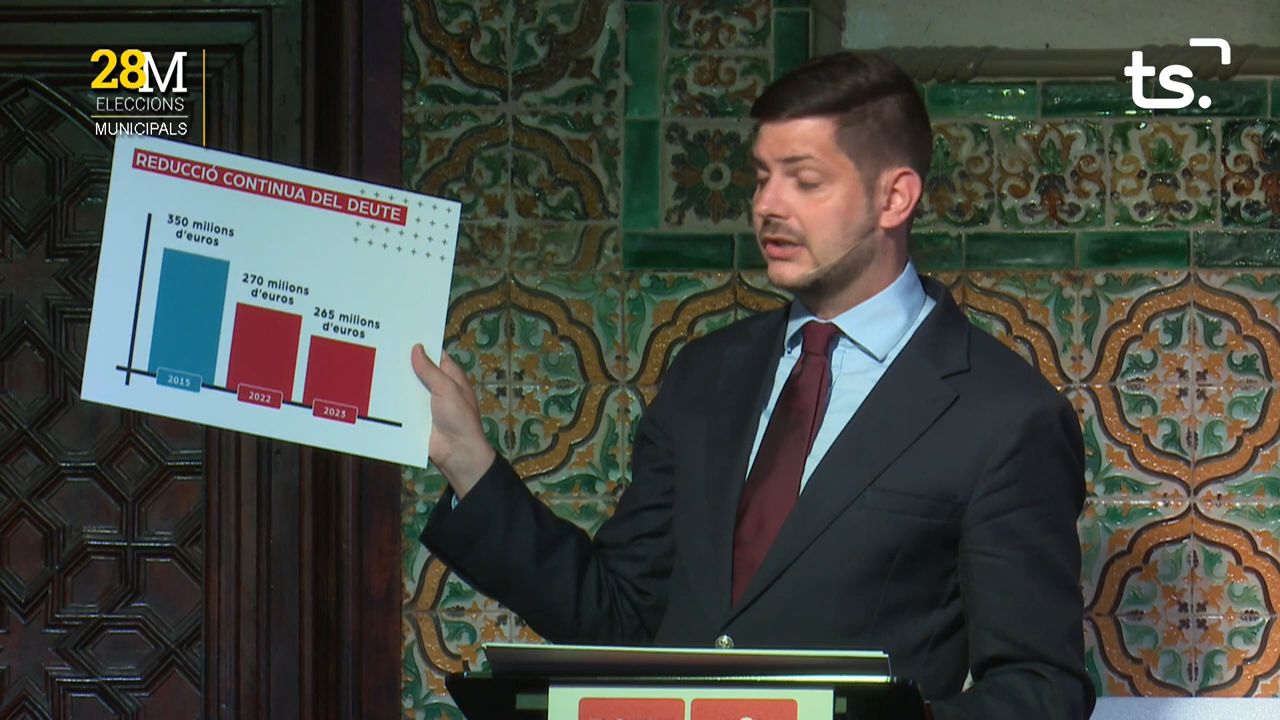 28M
ELECCIONS
MUNICIPALS
ts.
REDUCCIÓ CONTINUA DEL DEUTE
350 milions
d'euros
270 milions
d'euros
265 milions
d'euros
2015
2022
2023